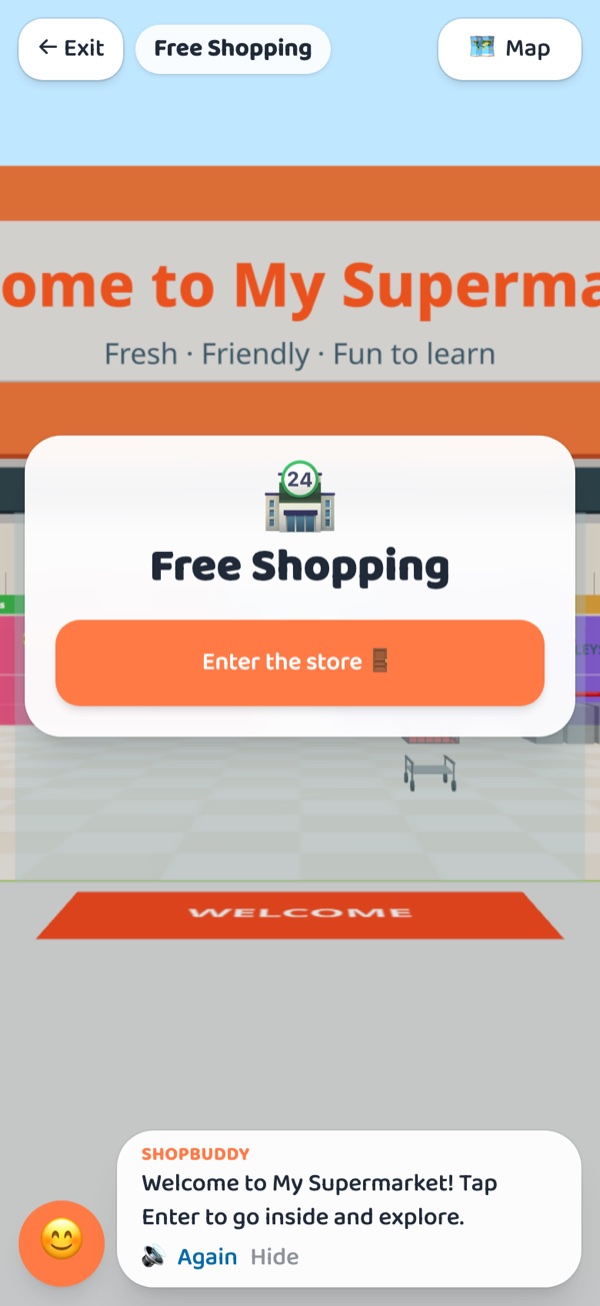 ← Exit
Free Shopping
Map
ome to My Superma
Fresh · Friendly · Fun to learn
24
Free Shopping
Enter the store
LEY
WELCOME
SHOPBUDDY
Welcome to My Supermarket! Tap
Enter to go inside and explore.
Again Hide